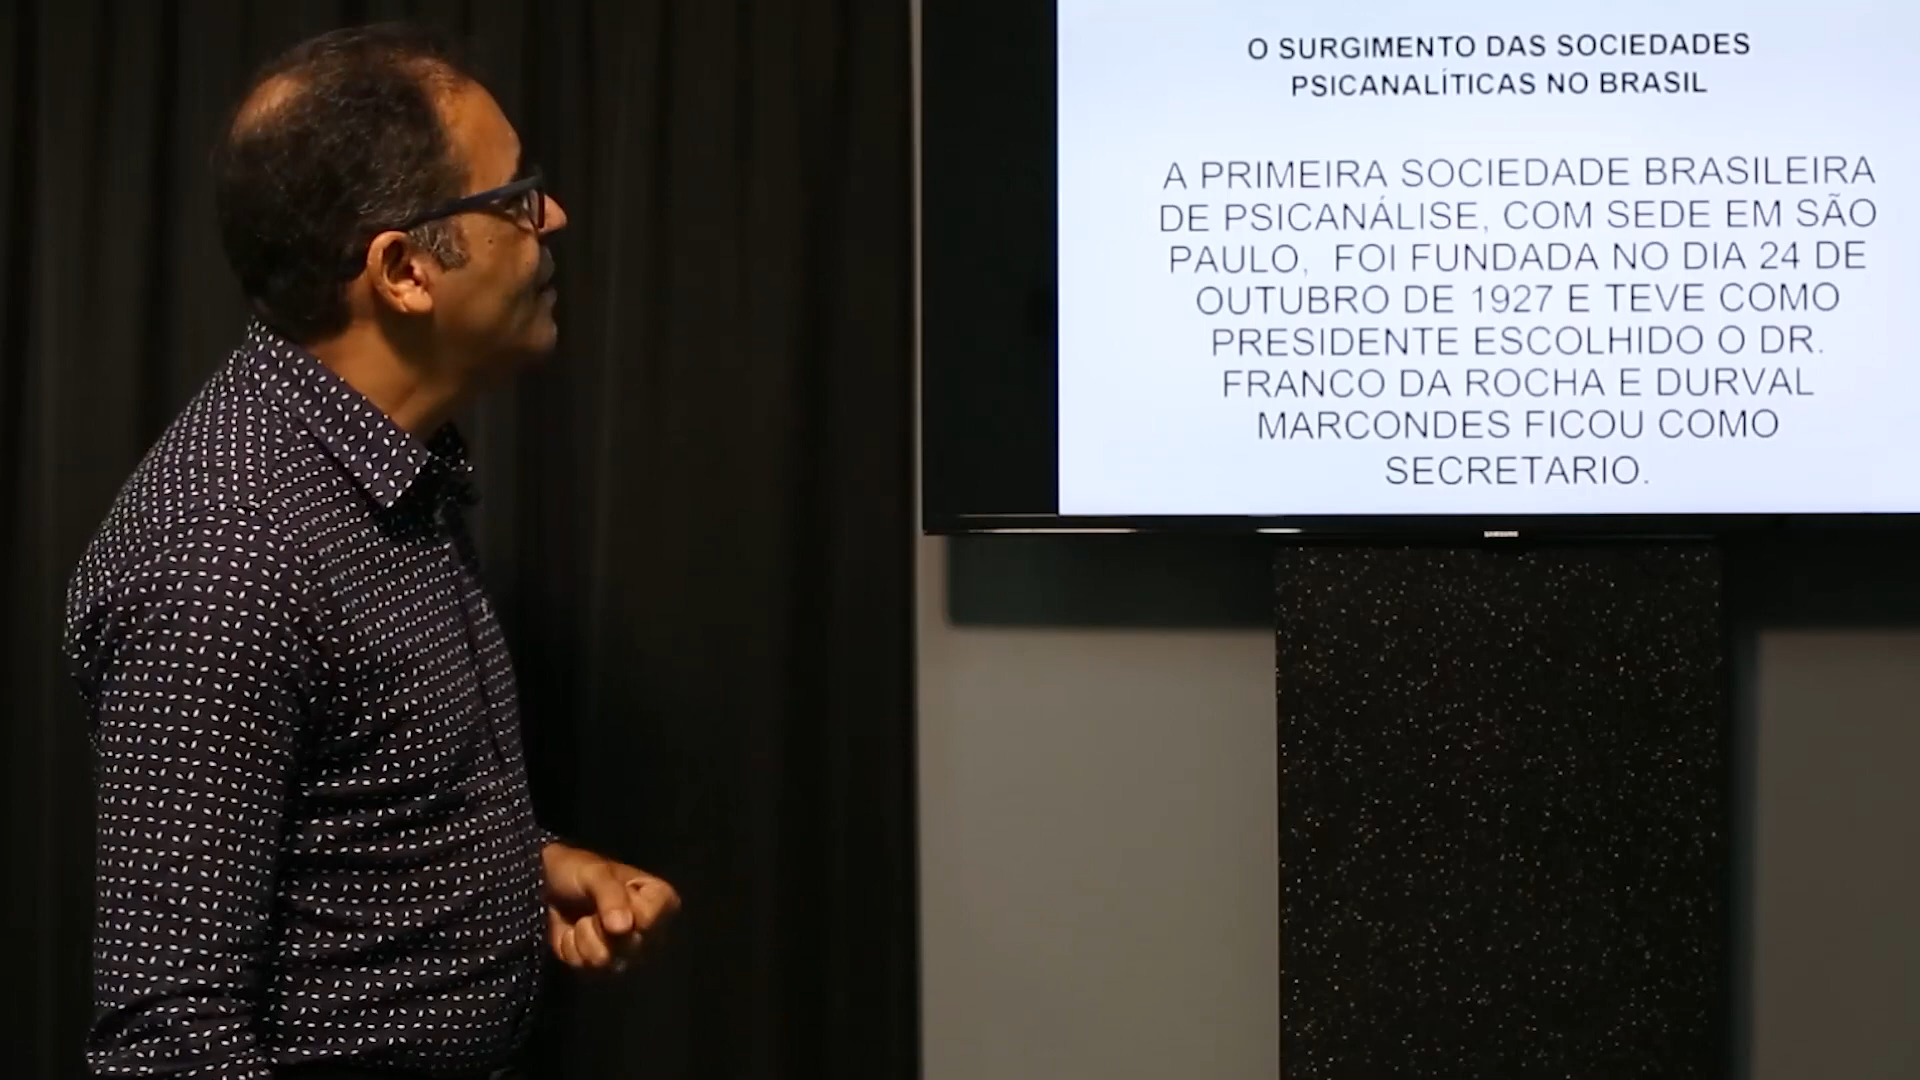 O SURGIMENTO DAS SOCIEDADES
PSICANALÍTICAS NO BRASIL
A PRIMEIRA SOCIEDADE BRASILEIRA
DE PSICANÁLISE, COM SEDE EM SÃO
PAULO, FOI FUNDADA NO DIA 24 DE
OUTUBRO DE 1927 E TEVE COMO
PRESIDENTE ESCOLHIDO O DR.
FRANCO DA ROCHA E DURVAL
MARCONDES FICOU COMO
SECRETARIO.
SAMSUNG